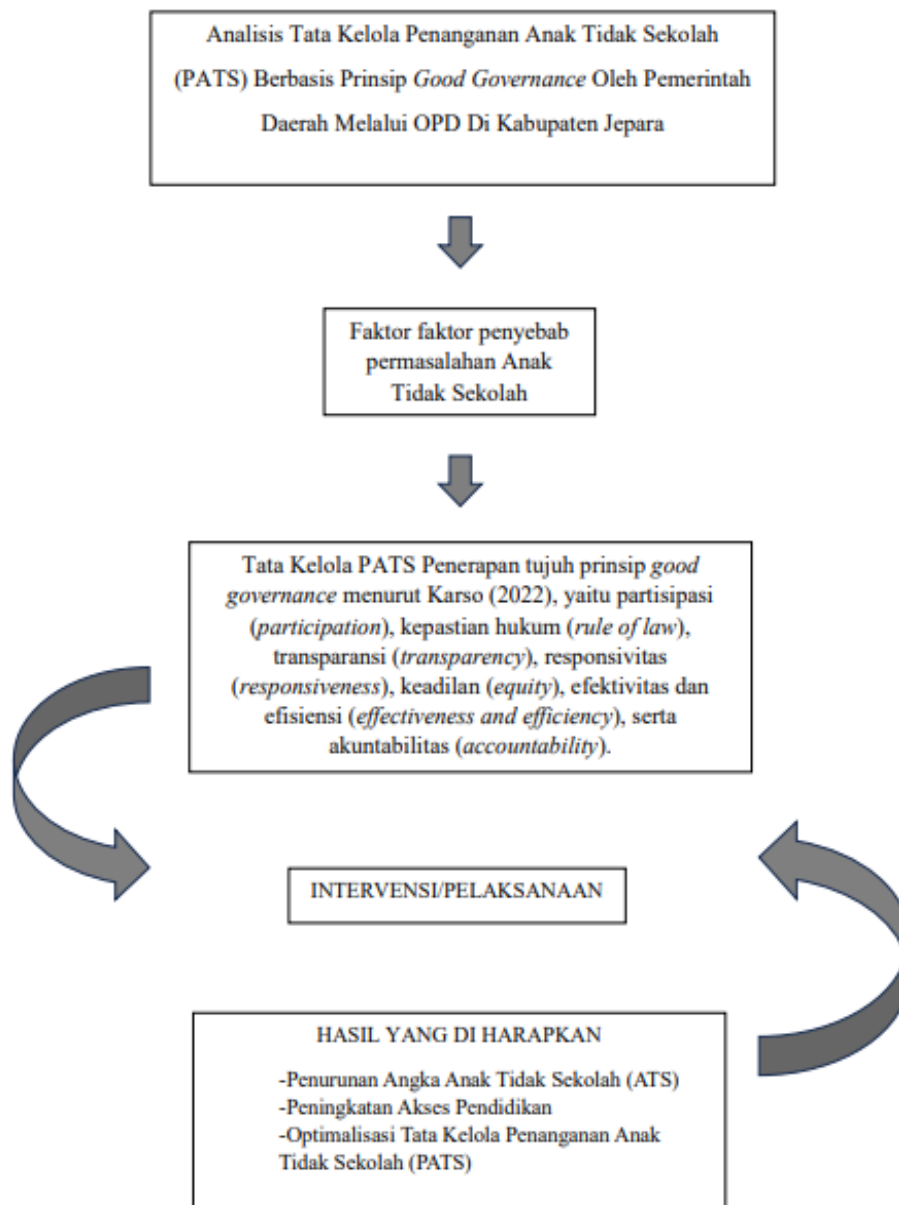 Analisis Tata Kelola Penanganan Anak Tidak Sekolah
(PATS) Berbasis Prinsip Good Governance Oleh Pemerintah
Daerah Melalui OPD Di Kabupaten Jepara
Faktor faktor penyebab
permasalahan Anak
Tidak Sekolah
Tata Kelola PATS Penerapan tujuh prinsip good
governance menurut Karso (2022), yaitu partisipasi
(participation), kepastian hukum (rule of law),
transparansi (transparency), responsivitas
(responsiveness), keadilan (equity), efektivitas dan
efisiensi (effectiveness and efficiency), serta
akuntabilitas (accountability).
INTERVENSI/PELAKSANAAN
HASIL YANG DI HARAPKAN
-Penurunan Angka Anak Tidak Sekolah (ATS)
-Peningkatan Akses Pendidikan
-Optimalisasi Tata Kelola Penanganan Anak
Tidak Sekolah (PATS)